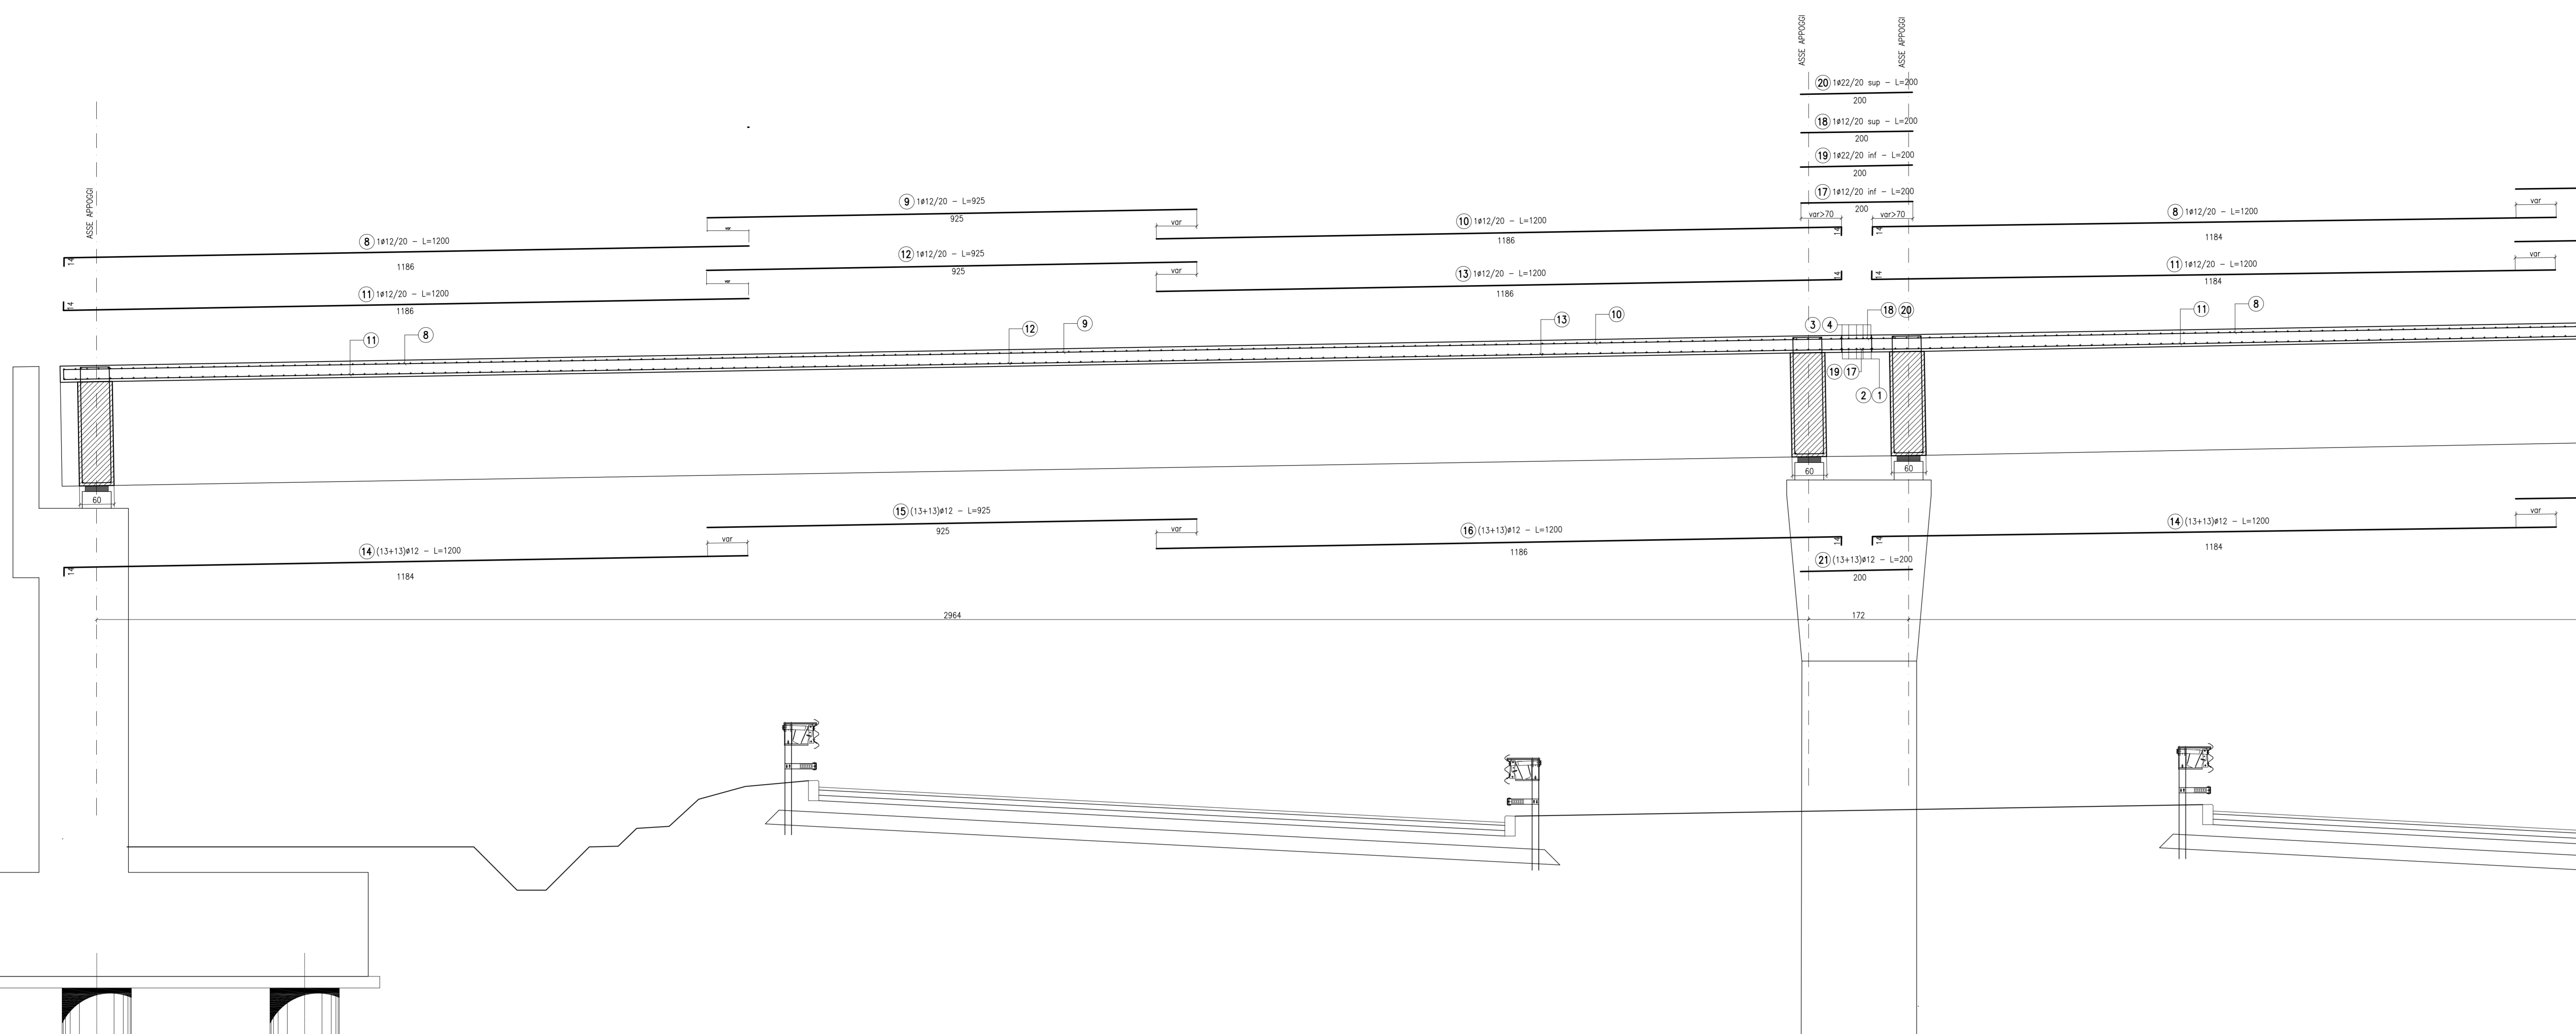 ASSE APPOGGI
ASSE APPOGGI
ASSE APPOGGI
20 1ø22/20 sup - L=200
200
18 1ø12/20 sup - L=200
200
19 1ø22/20 inf - L=200
200
17 1ø12/20 inf - L=200
200
var>70
var>70
9 1ø12/20 - L=925
925
var
var
8 1ø12/20 - L=1200
1186
14
10 1ø12/20 - L=1200
1186
14
14
8 1ø12/20 - L=1200
1184
var
12 1ø12/20 - L=925
925
var
var
11 1ø12/20 - L=1200
1186
14
13 1ø12/20 - L=1200
1186
14
14
11 1ø12/20 - L=1200
1184
var
11
8
12
9
13
10
3 4
18 20
19 17
2 1
11
8
60
60
60
15 (13+13)ø12 - L=925
925
var
var
14 (13+13)ø12 - L=1200
1184
14
16 (13+13)ø12 - L=1200
1186
14
14
14 (13+13)ø12 - L=1200
1184
var
21 (13+13)ø12 - L=200
200
2964
172